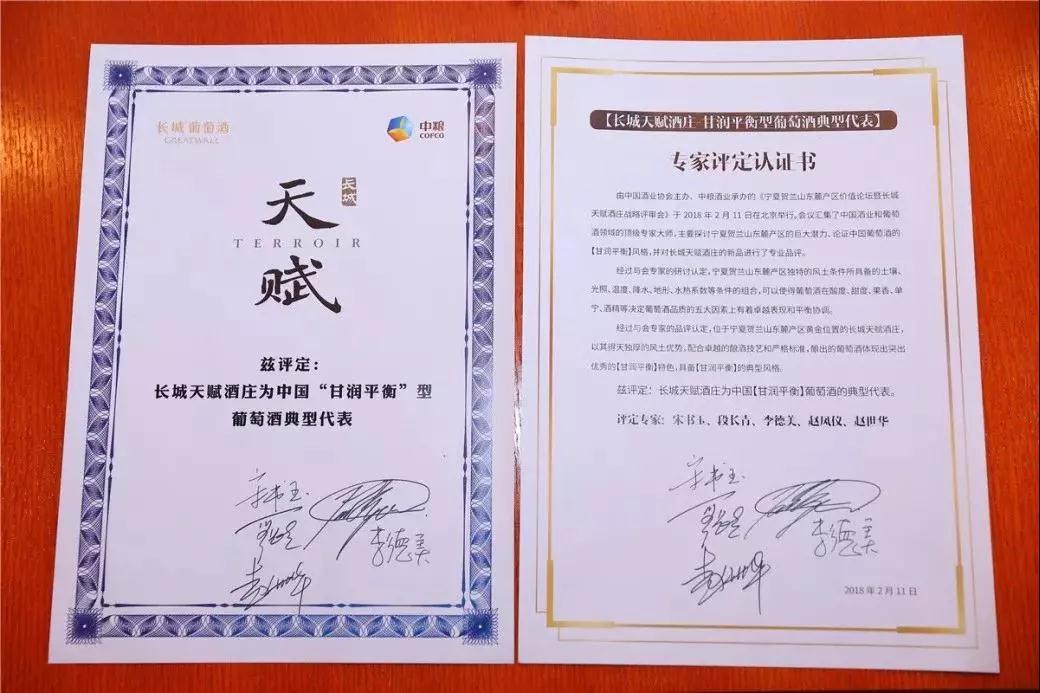 长城葡萄酒
GREATWALL
中粮
COFCO
天
长城
TERROIR
赋
兹评定：
长城天赋酒庄为中国“甘润平衡”型
葡萄酒典型代表
宋书玉
李德美
【长城天赋酒庄-甘润平衡型葡萄酒典型代表】
专家评定认证书
由中国酒业协会主办、中粮酒业承办的《宁夏贺兰山东麓产区价值论坛暨长城
天赋酒庄战略评审会》于 2018 年 2 月 11 日在北京举行。会议汇集了中国酒业和葡萄
酒领域的顶级专家大师，主要探讨宁夏贺兰山东麓产区的巨大潜力、论证中国葡萄酒的
【甘润平衡】风格，并对长城天赋酒庄的新品进行了专业品评。
经过与会专家的研讨认定，宁夏贺兰山东麓产区独特的风土条件所具备的土壤、
光照、温度、降水、地形、水热系数等条件的组合，可以使得葡萄酒在酸度、甜度、果香、单
宁、酒精等决定葡萄酒品质的五大因素上有着卓越表现和平衡协调。
经过与会专家的品评认定，位于宁夏贺兰山东麓产区黄金位置的长城天赋酒庄，
以其得天独厚的风土优势，配合卓越的酿酒技艺和严格标准，酿出的葡萄酒体现出突出
优秀的【甘润平衡】特色，具备【甘润平衡】的典型风格。
兹评定：长城天赋酒庄为中国【甘润平衡】葡萄酒的典型代表。
评定专家：宋书玉、段长青、李德美、赵凤仪、赵世华
宋书玉
李德美
2018 年 2 月 11 日